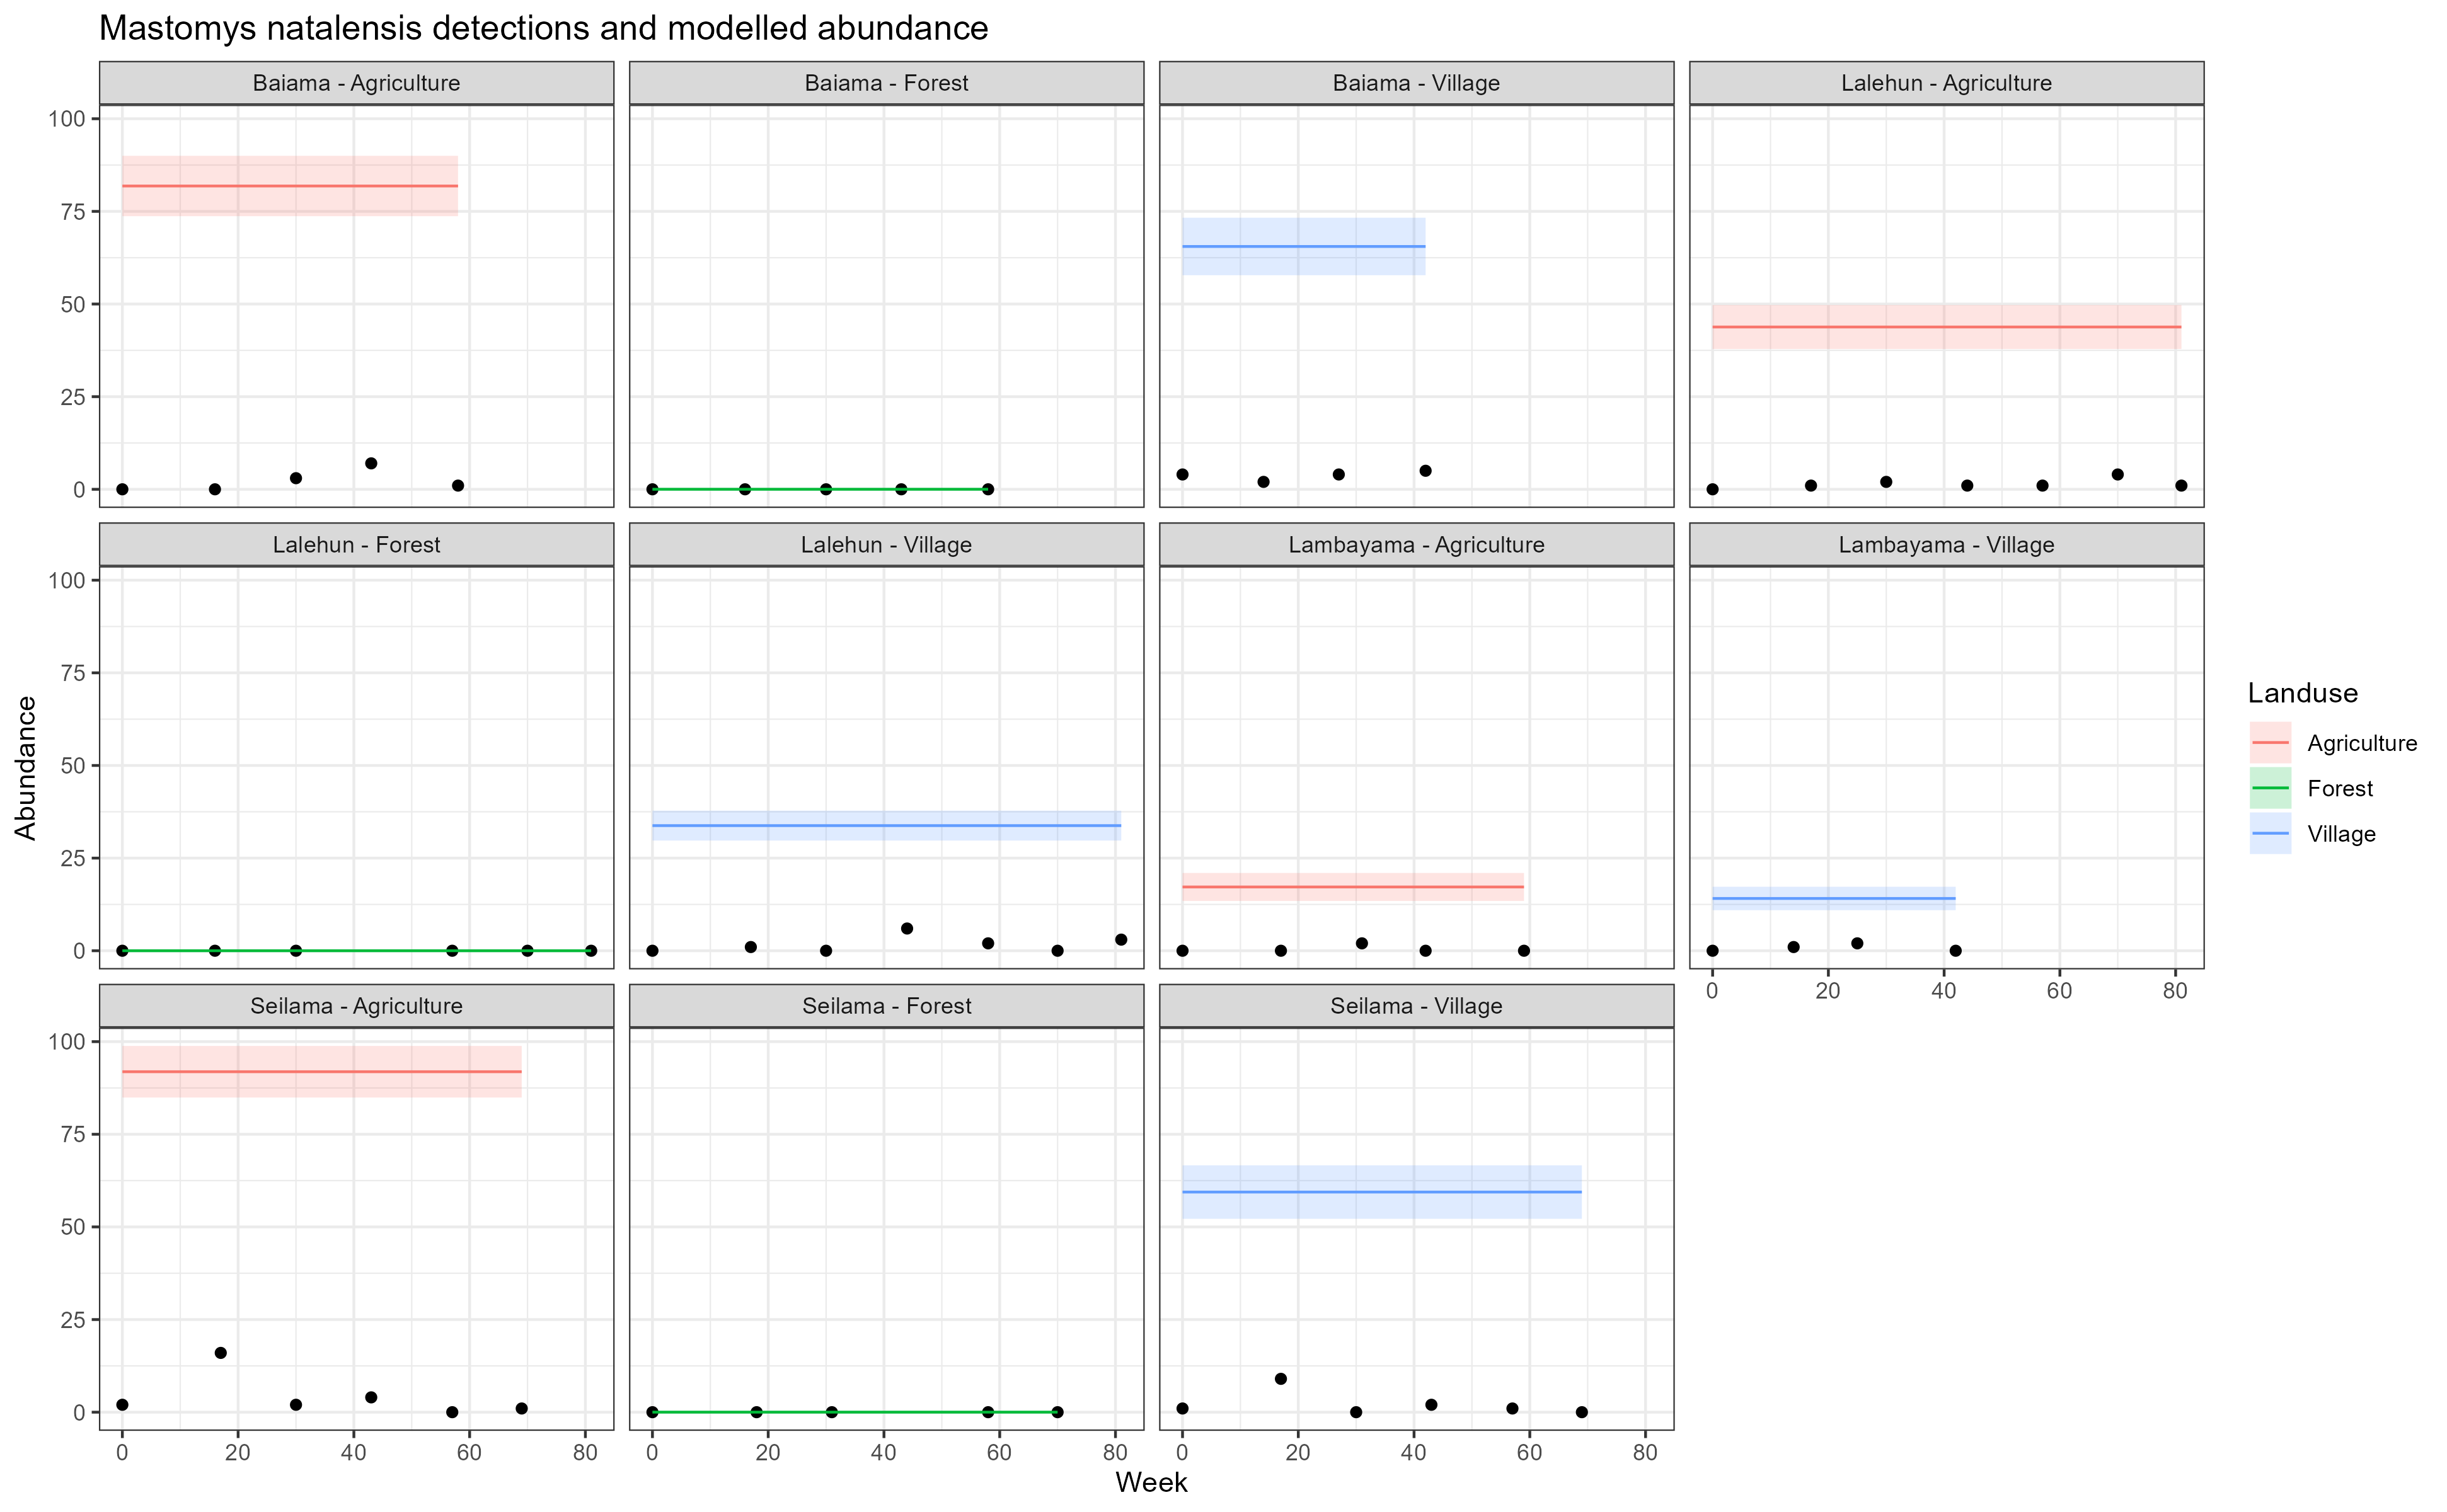 Mastomys natalensis detections and modelled abundance
Baiama - Agriculture
Baiama - Forest
Baiama - Village
Lalehun - Agriculture
100
75
50
25
0
Lalehun - Forest
Lalehun - Village
Lambayama - Agriculture
Lambayama - Village
100
75
50
25
0
0 20 40 60 80
Seilama - Agriculture
Seilama - Forest
Seilama - Village
100
75
50
25
0
0 20 40 60 80
0 20 40 60 80
0 20 40 60 80
Week
Abundance
Landuse
Agriculture
Forest
Village